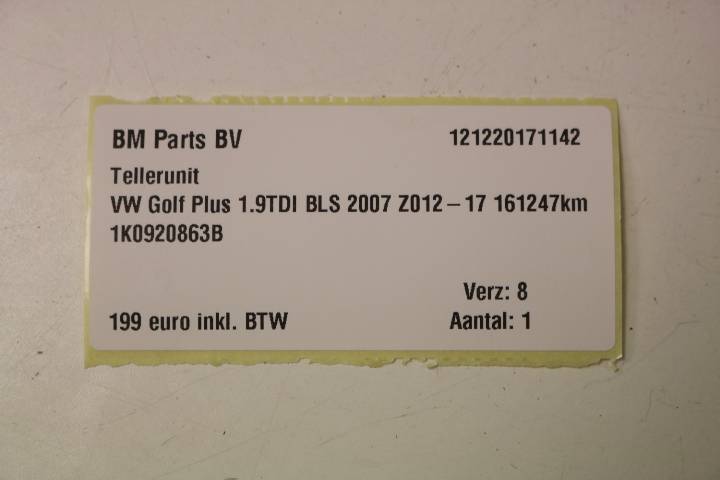 BM Parts BV 121220171142
Tellerunit
VW Golf Plus 1.9TDI BLS 2007 Z012 – 17 161247km
1K0920863B
Verz: 8
199 euro inkl. BTW Aantal: 1